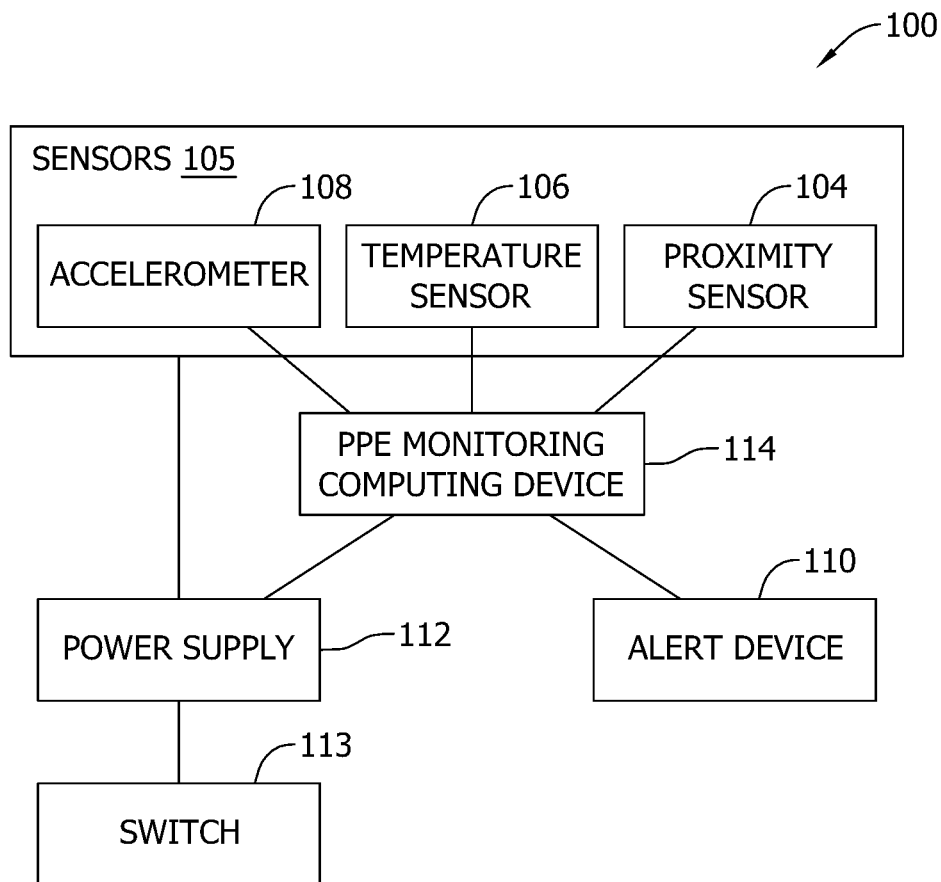 100
SENSORS 105
108
106
104
ACCELEROMETER
TEMPERATURE
SENSOR
PROXIMITY
SENSOR
PPE MONITORING
COMPUTING DEVICE
114
110
POWER SUPPLY
112
ALERT DEVICE
113
SWITCH